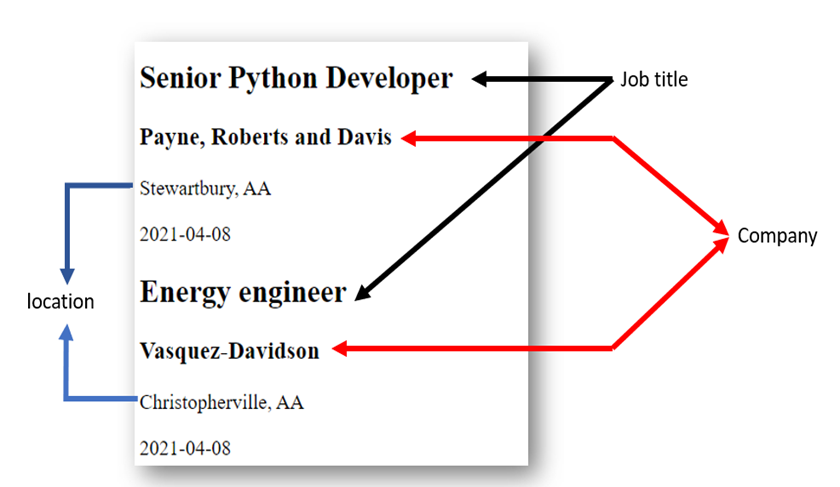 Senior Python Developer
Job title
Payne, Roberts and Davis
Stewartbury, AA
2021-04-08
Company
Energy engineer
location
Vasquez-Davidson
Christopherville, AA
2021-04-08